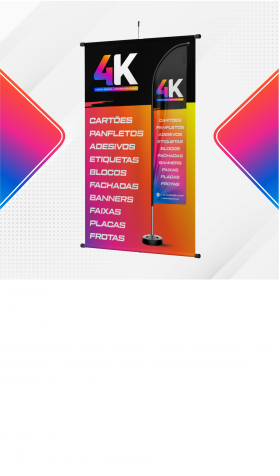 4K
CARTÕES
PANFLETOS
ADESIVOS
ETIQUETAS
BLOCOS
FACHADAS
BANNERS
FAIXAS
PLACAS
FROTAS
4K
CARTÕES
PANFLETOS
ADESIVOS
ETIQUETAS
BLOCOS
FACHADAS
BANNERS
FAIXAS
PLACAS
FROTAS